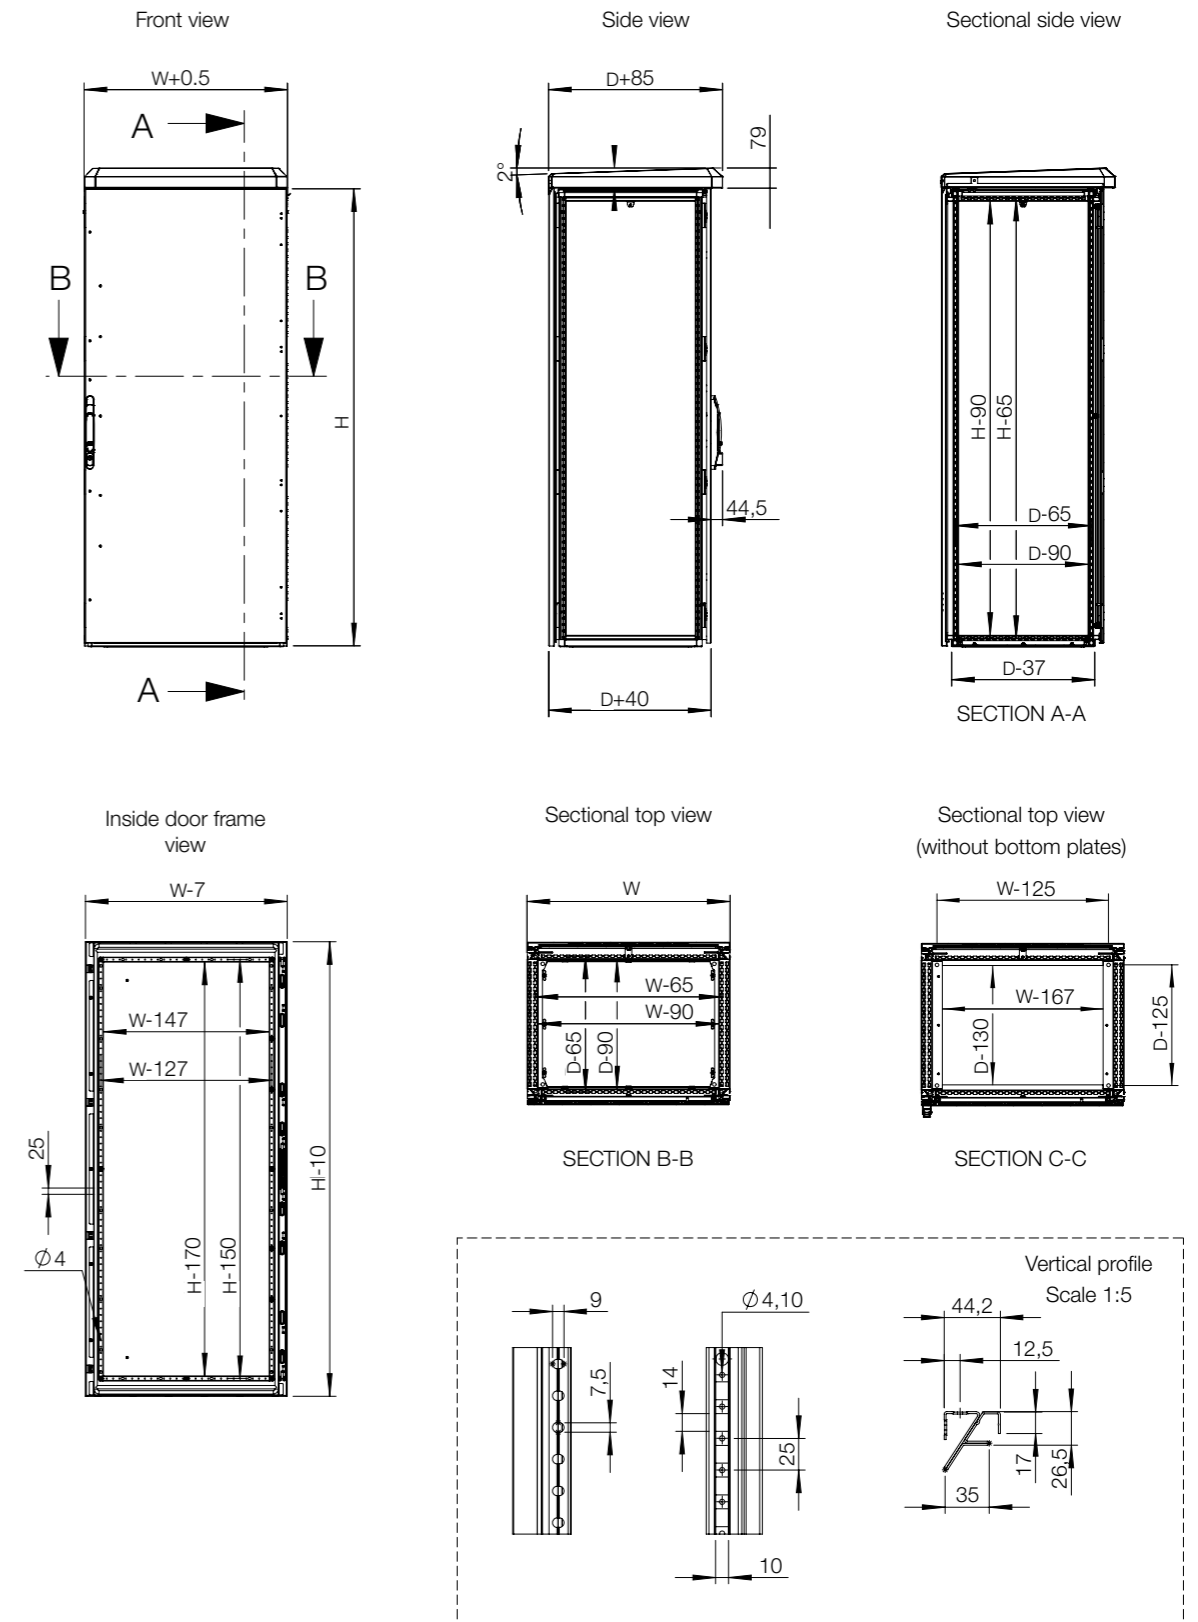 Front view
Side view
Sectional side view
W+0.5
D+85
A
79
2°
B
B
H
H-90
H-65
44,5
D-65
D-90
A
D+40
D-37
SECTION A-A
Inside door frame
view
Sectional top view
Sectional top view
(without bottom plates)
W-7
W
W-125
W-147
W-127
W-65
W-90
D-65
D-90
W-167
D-130
D-125
25
H-10
H-170
H-150
Ø4
SECTION B-B
SECTION C-C
Vertical profile
Scale 1:5
9
Ø4,10
44,2
12,5
7,5
14
25
17
26,5
35
10